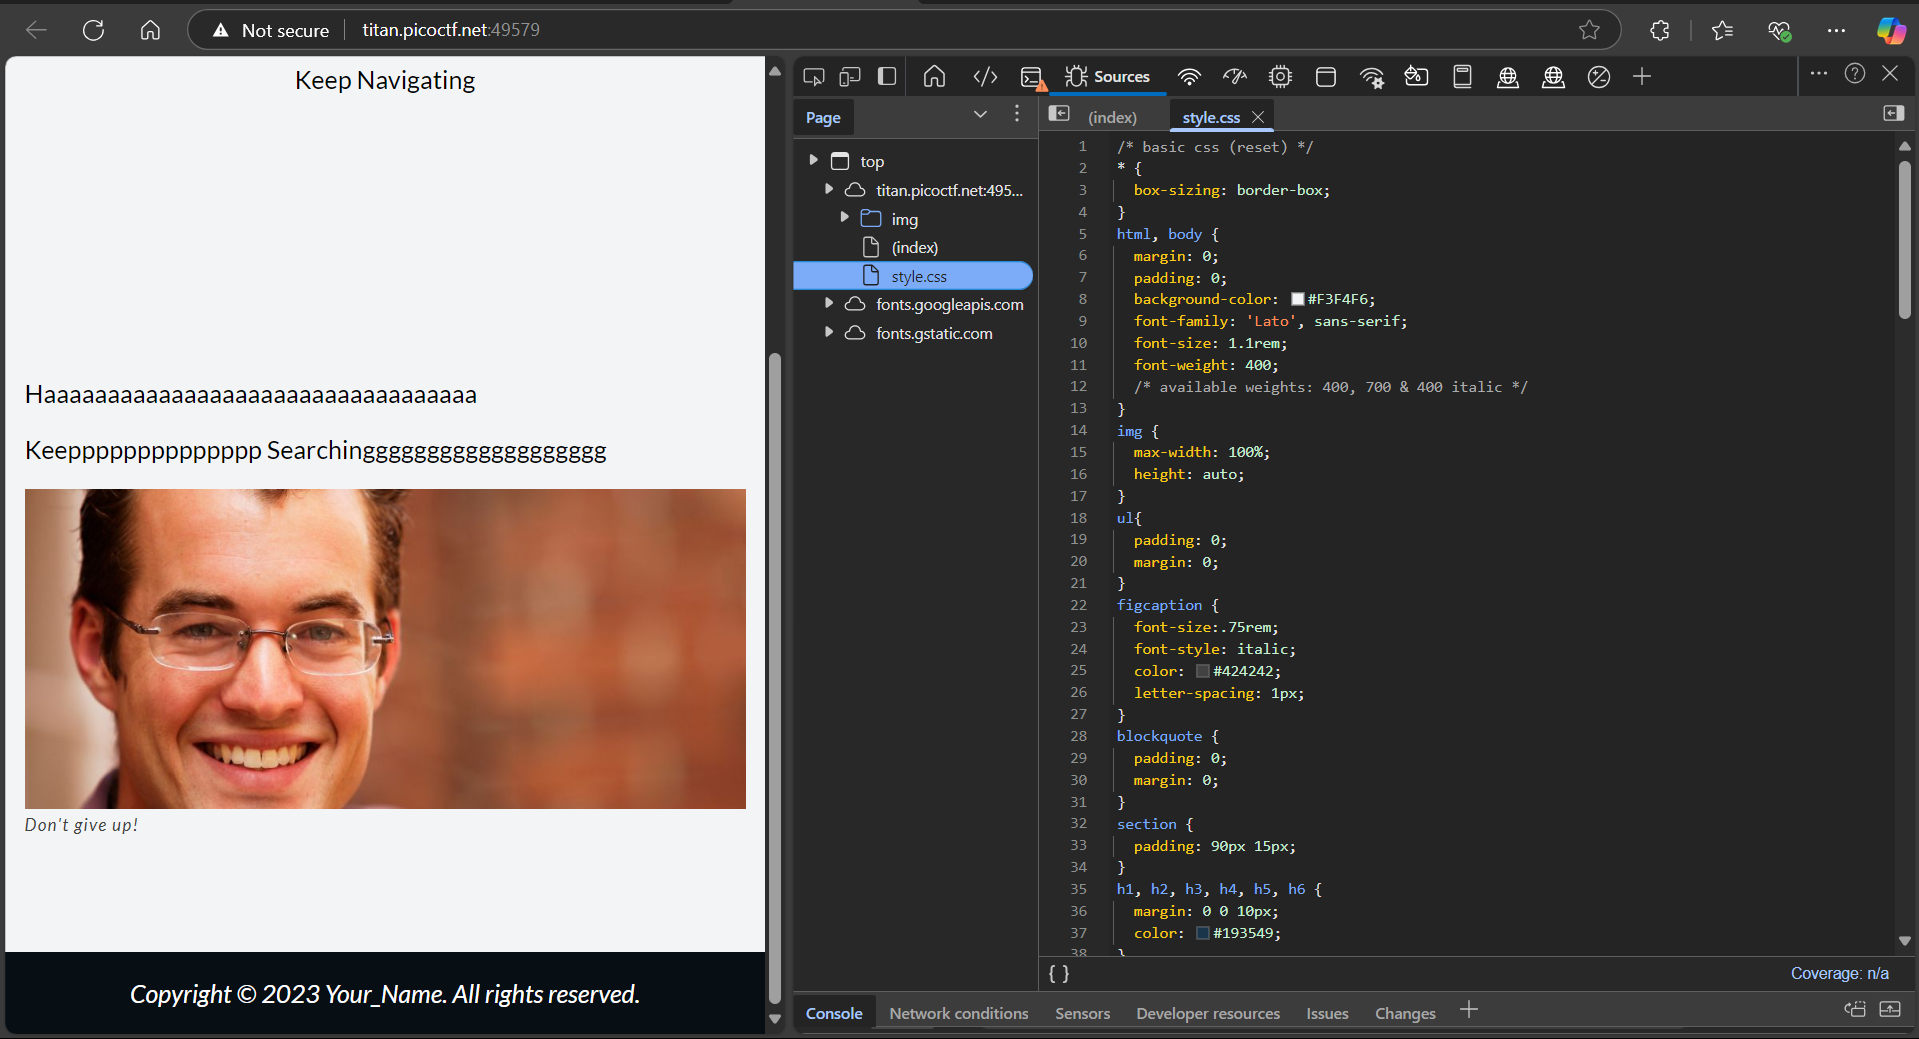 Not secure
titan.picoctf.net:49579
Keep Navigating
Haaaaaaaaaaaaaaaaaaaaaaaaaaaaaaaaaa
Keepppppppppppppp Searchinggggggggggggggggggg
Don't give up!
Copyright © 2023 Your_Name. All rights reserved.
Sources
Page
top
titan.picoctf.net:495...
img
(index)
style.css
fonts.googleapis.com
fonts.gstatic.com
(index)
style.css
1 /* basic css (reset) */
2 * {
3 box-sizing: border-box;
4 }
5 html, body {
6 margin: 0;
7 padding: 0;
8 background-color: #F3F4F6;
9 font-family: 'Lato', sans-serif;
10 font-size: 1.1rem;
11 font-weight: 400;
12 /* available weights: 400, 700 & 400 italic */
13 }
14 img {
15 max-width: 100%;
16 height: auto;
17 }
18 ul{
19 padding: 0;
20 margin: 0;
21 }
22 figcaption {
23 font-size:.75rem;
24 font-style: italic;
25 color: #424242;
26 letter-spacing: 1px;
27 }
28 blockquote {
29 padding: 0;
30 margin: 0;
31 }
32 section {
33 padding: 90px 15px;
34 }
35 h1, h2, h3, h4, h5, h6 {
36 margin: 0 0 10px;
37 color: #193549;
38 }
{ }
Coverage: n/a
Console
Network conditions
Sensors
Developer resources
Issues
Changes